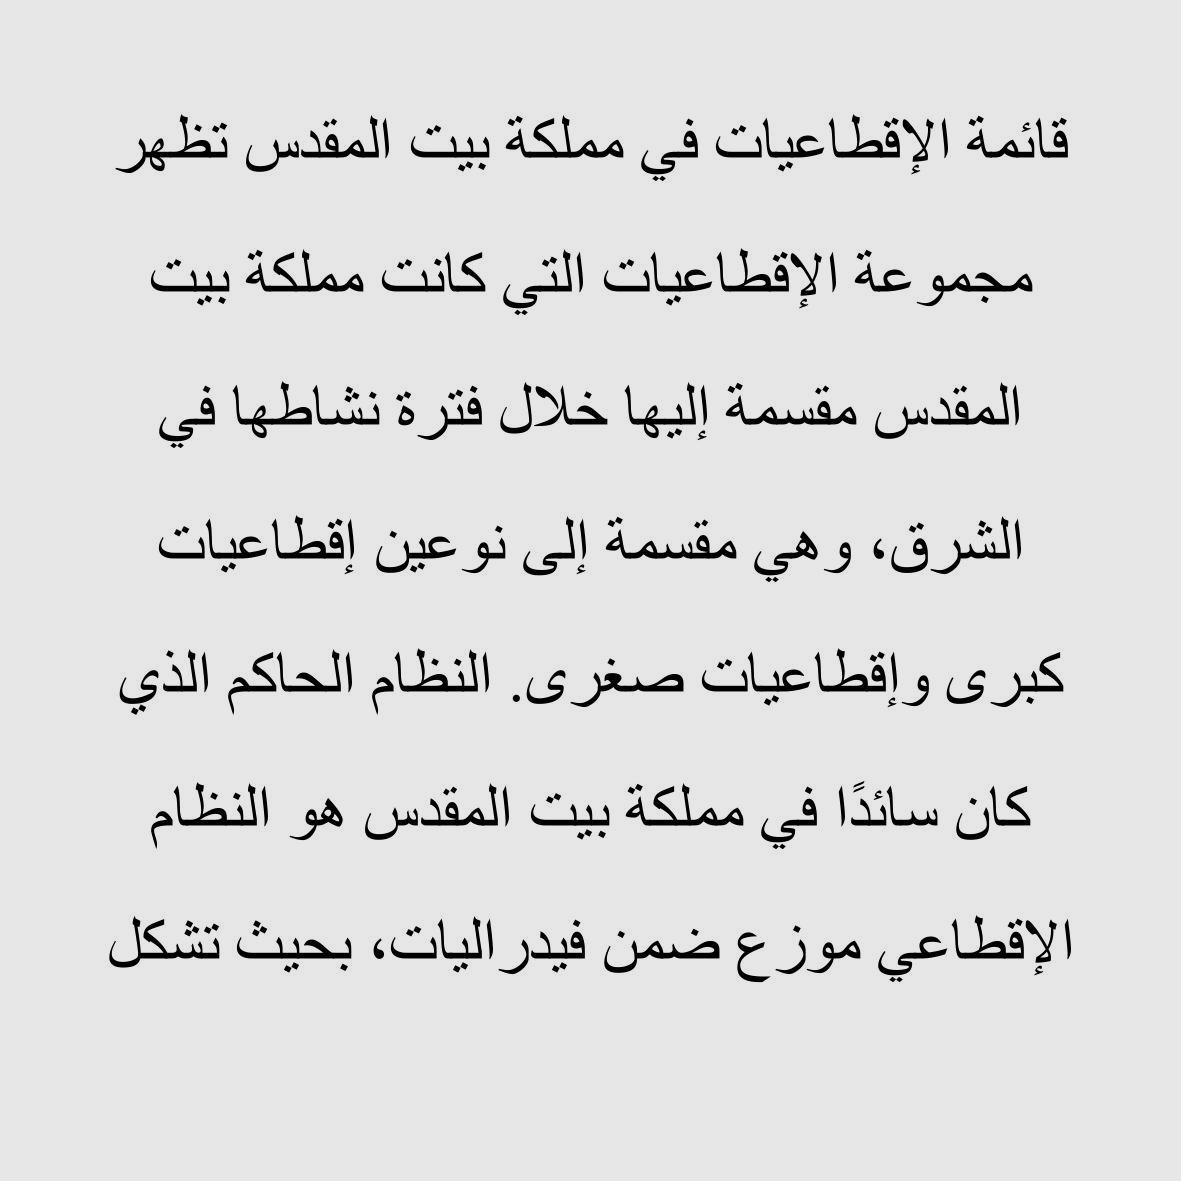 قائمة الإقطاعيات في مملكة بيت المقدس تظهر
مجموعة الإقطاعيات التي كانت مملكة بيت
المقدس مقسمة إليها خلال فترة نشاطها في
الشرق، وهي مقسمة إلى نوعين إقطاعيات
كبرى وإقطاعيات صغرى. النظام الحاكم الذي
كان سائدًا في مملكة بيت المقدس هو النظام
الإقطاعي موزع ضمن فيدراليات، بحيث تشكل